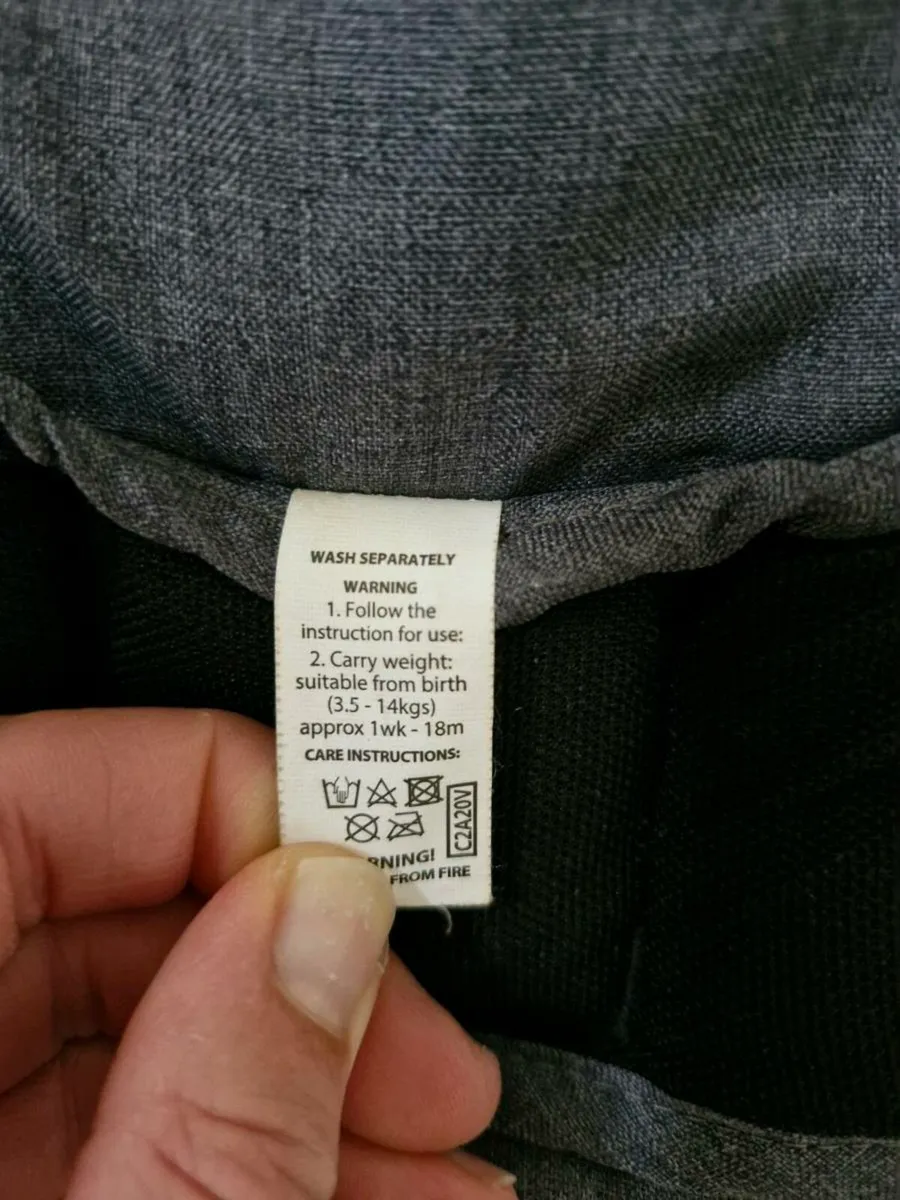 WASH SEPARATELY
WARNING
1. Follow the
instruction for use:
2. Carry weight:
suitable from birth
(3.5 - 14kgs)
approx 1wk - 18m
CARE INSTRUCTIONS:
C2A20V
RNING!
FROM FIRE